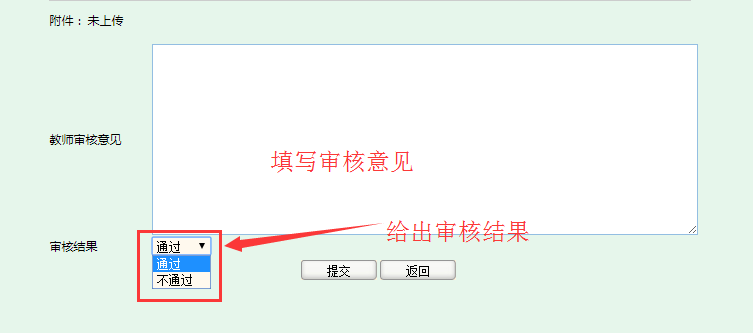 附件：未上传
教师审核意见
填写审核意见
给出审核结果
审核结果
通过
通过
不通过
提交
返回